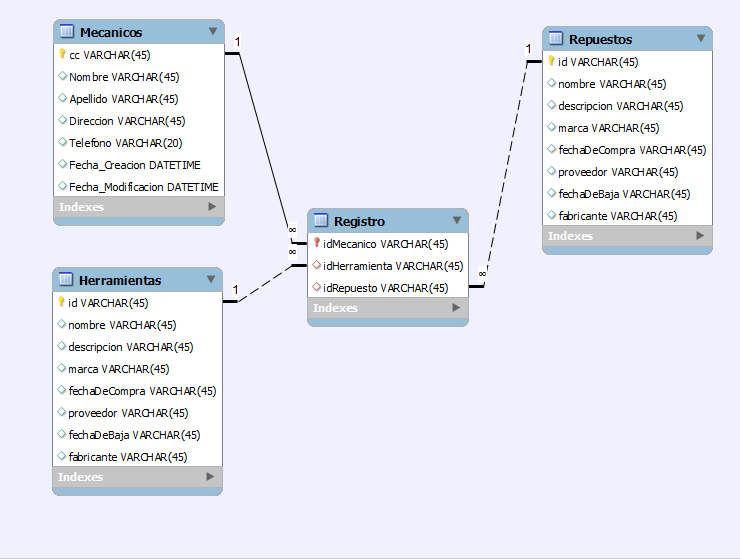 Mecanicos
cc VARCHAR(45)
Nombre VARCHAR(45)
Apellido VARCHAR(45)
Direccion VARCHAR(45)
Telefono VARCHAR(20)
Fecha_Creacion DATETIME
Fecha_Modificacion DATETIME
Indexes
1
Herramientas
id VARCHAR(45)
nombre VARCHAR(45)
descripcion VARCHAR(45)
marca VARCHAR(45)
fechaDeCompra VARCHAR(45)
proveedor VARCHAR(45)
fechaDeBaja VARCHAR(45)
fabricante VARCHAR(45)
Indexes
1
∞
∞
Registro
idMecanico VARCHAR(45)
idHerramienta VARCHAR(45)
idRepuesto VARCHAR(45)
Indexes
∞
1
Repuestos
id VARCHAR(45)
nombre VARCHAR(45)
descripcion VARCHAR(45)
marca VARCHAR(45)
fechaDeCompra VARCHAR(45)
proveedor VARCHAR(45)
fechaDeBaja VARCHAR(45)
fabricante VARCHAR(45)
Indexes